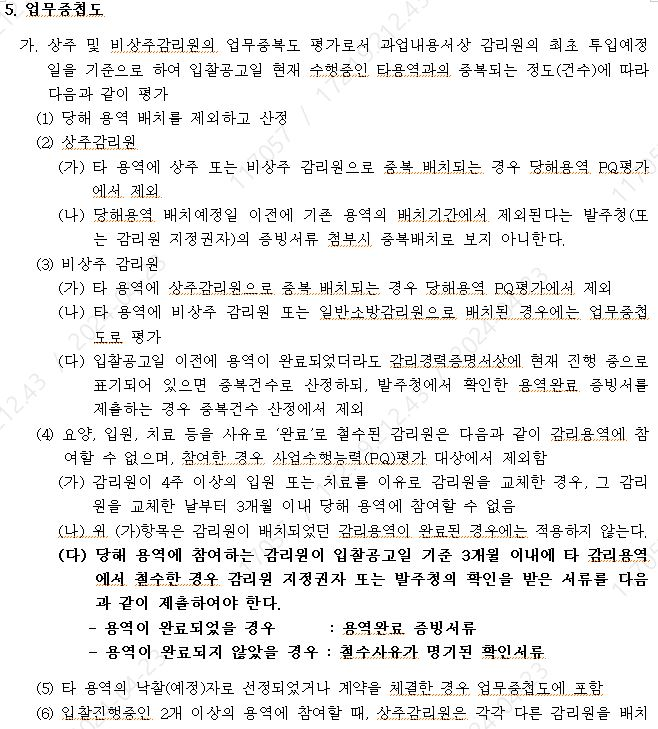 5. 업무중첩도
가. 상주 및 비상주감리원의 업무중복도 평가로서 과업내용서상 감리원의 최초 투입예정
일을 기준으로 하여 입찰공고일 현재 수행중인 타용역과의 중복되는 정도(건수)에 따라
다음과 같이 평가
(1) 당해 용역 배치를 제외하고 산정
(2) 상주감리원
(가) 타 용역에 상주 또는 비상주 감리원으로 중복 배치되는 경우 당해용역 PQ평가
에서 제외
(나) 당해용역 배치예정일 이전에 기존 용역의 배치기간에서 제외된다는 발주청(또
는 감리원 지정권자)의 증빙서류 첨부시 중복배치로 보지 아니한다.
(3) 비상주 감리원
(가) 타 용역에 상주감리원으로 중복 배치되는 경우 당해용역 PQ평가에서 제외
(나) 타 용역에 비상주 감리원 또는 일반소방감리원으로 배치된 경우에는 업무중첩
도로 평가
(다) 입찰공고일 이전에 용역이 완료되었더라도 감리경력증명서상에 현재 진행 중으로
표기되어 있으면 중복건수로 산정하되, 발주청에서 확인한 용역완료 증빙서류를
제출하는 경우 중복건수 산정에서 제외
(4) 요양, 입원, 치료 등을 사유로 '완료'로 철수된 감리원은 다음과 같이 감리용역에 참
여할 수 없으며, 참여한 경우 사업수행능력(PQ)평가 대상에서 제외함
(가) 감리원이 4주 이상의 입원 또는 치료를 이유로 감리원을 교체한 경우, 그 감리
원을 교체한 날부터 3개월 이내 당해 용역에 참여할 수 없음
(나) 위 (가)항목은 감리원이 배치되었던 감리용역이 완료된 경우에는 적용하지 않는다.
(다) 당해 용역에 참여하는 감리원이 입찰공고일 기준 3개월 이내에 타 감리용역
에서 철수한 경우 감리원 지정권자 또는 발주청의 확인을 받은 서류를 다음
과 같이 제출하여야 한다.
- 용역이 완료되었을 경우 : 용역완료 증빙서류
- 용역이 완료되지 않았을 경우 : 철수사유가 명기된 확인서류
(5) 타 용역의 낙찰(예정)자로 선정되었거나 계약을 체결한 경우 업무중첩도에 포함
(6) 입찰진행중인 2개 이상의 용역에 참여할 때, 상주감리원은 각각 다른 감리원을 배치